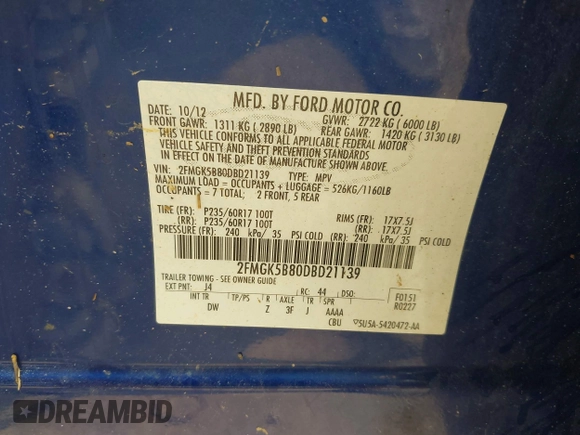 MFD. BY FORD MOTOR CO.
DATE: 10/12 GVWR: 2722 KG ( 6000 LB)
FRONT GAWR: 1311 KG ( 2890 LB) REAR GAWR: 1420 KG ( 3130 LB)
THIS VEHICLE CONFORMS TO ALL APPLICABLE FEDERAL MOTOR
VEHICLE SAFETY AND THEFT PREVENTION STANDARDS
IN EFFECT ON THE DATE OF MANUFACTURE SHOWN ABOVE.
VIN: 2FMGK5B80DBD21139 TYPE: MPV
MAXIMUM LOAD = OCCUPANTS + LUGGAGE = 526KG/1160LB
OCCUPANTS = 7 TOTAL; 2 FRONT, 5 REAR
TIRE (FR): P235/60R17 100T RIMS (FR): 17X7.5J
(RR): P235/60R17 100T (RR): 17X7.5J
PRESSURE (FR): 240 kPa/ 35 PSI COLD (RR): 240 kPa/ 35 PSI COLD
2FMGK5B80DBD21139
TRAILER TOWING - SEE OWNER GUIDE
EXT PNT: J4 RC: 44 DSO: F0151
R0227
INT TR TP/PS R AXLE TR SPR
DW Z 3F J AAAA
CBU 5U5A-5420472-AA
DREAMBID